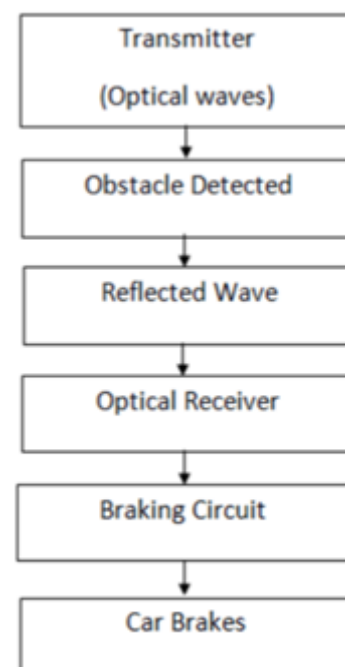 Transmitter
(Optical waves)
Obstacle Detected
Reflected Wave
Optical Receiver
Braking Circuit
Car Brakes